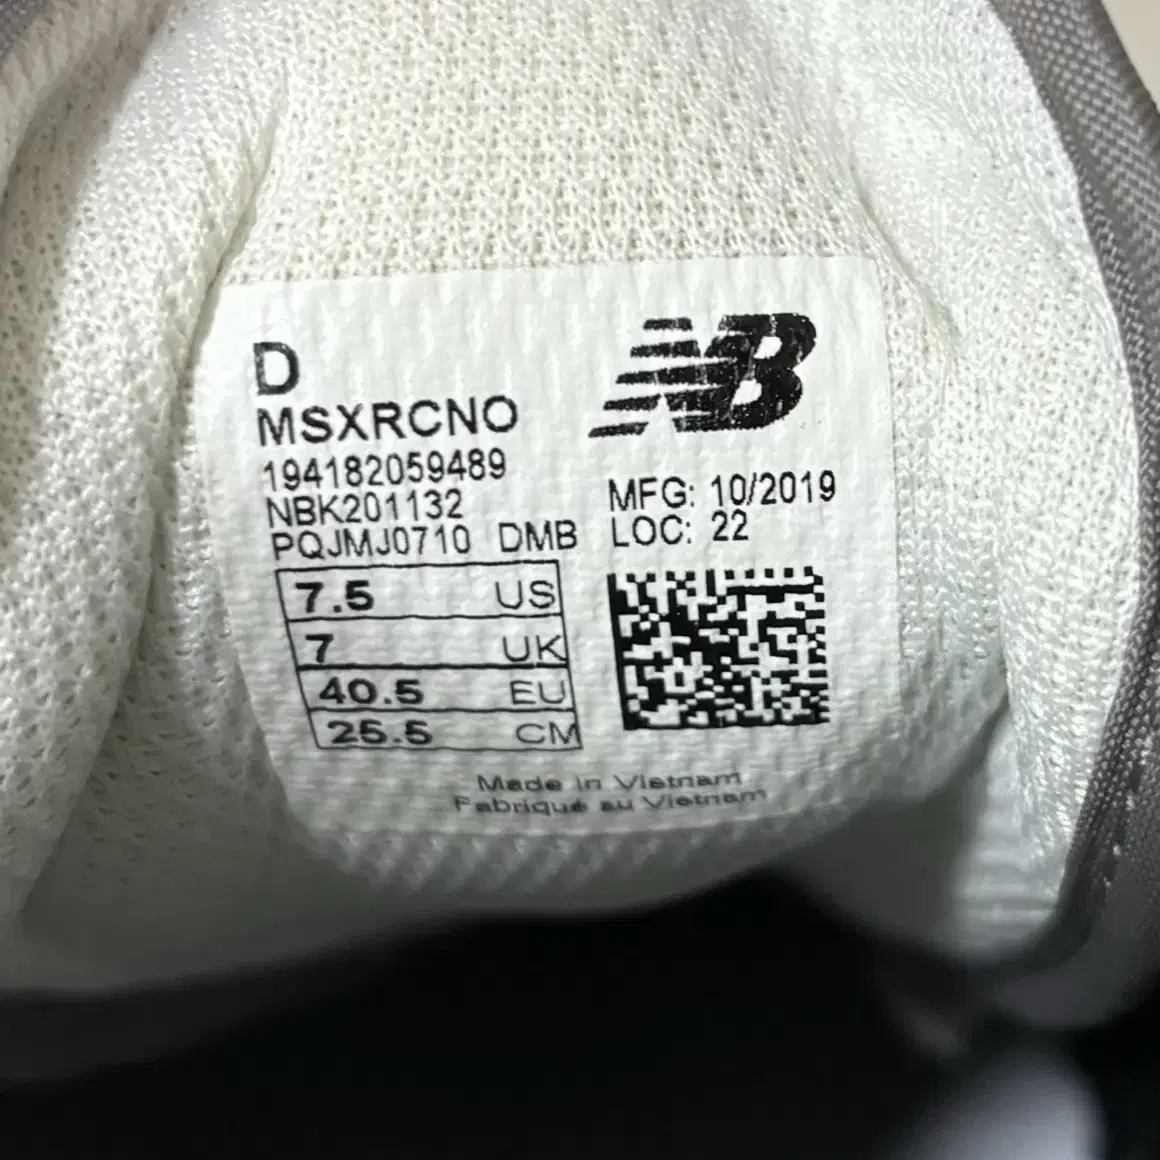 D
NB
MSXRCNO
194182059489
NBK201132
PQJMJ0710 DMB
MFG: 10/2019
LOC: 22
7.5 US
7 UK
40.5 EU
25.5 CM
Made in Vietnam
Fabriqué au Vietnam